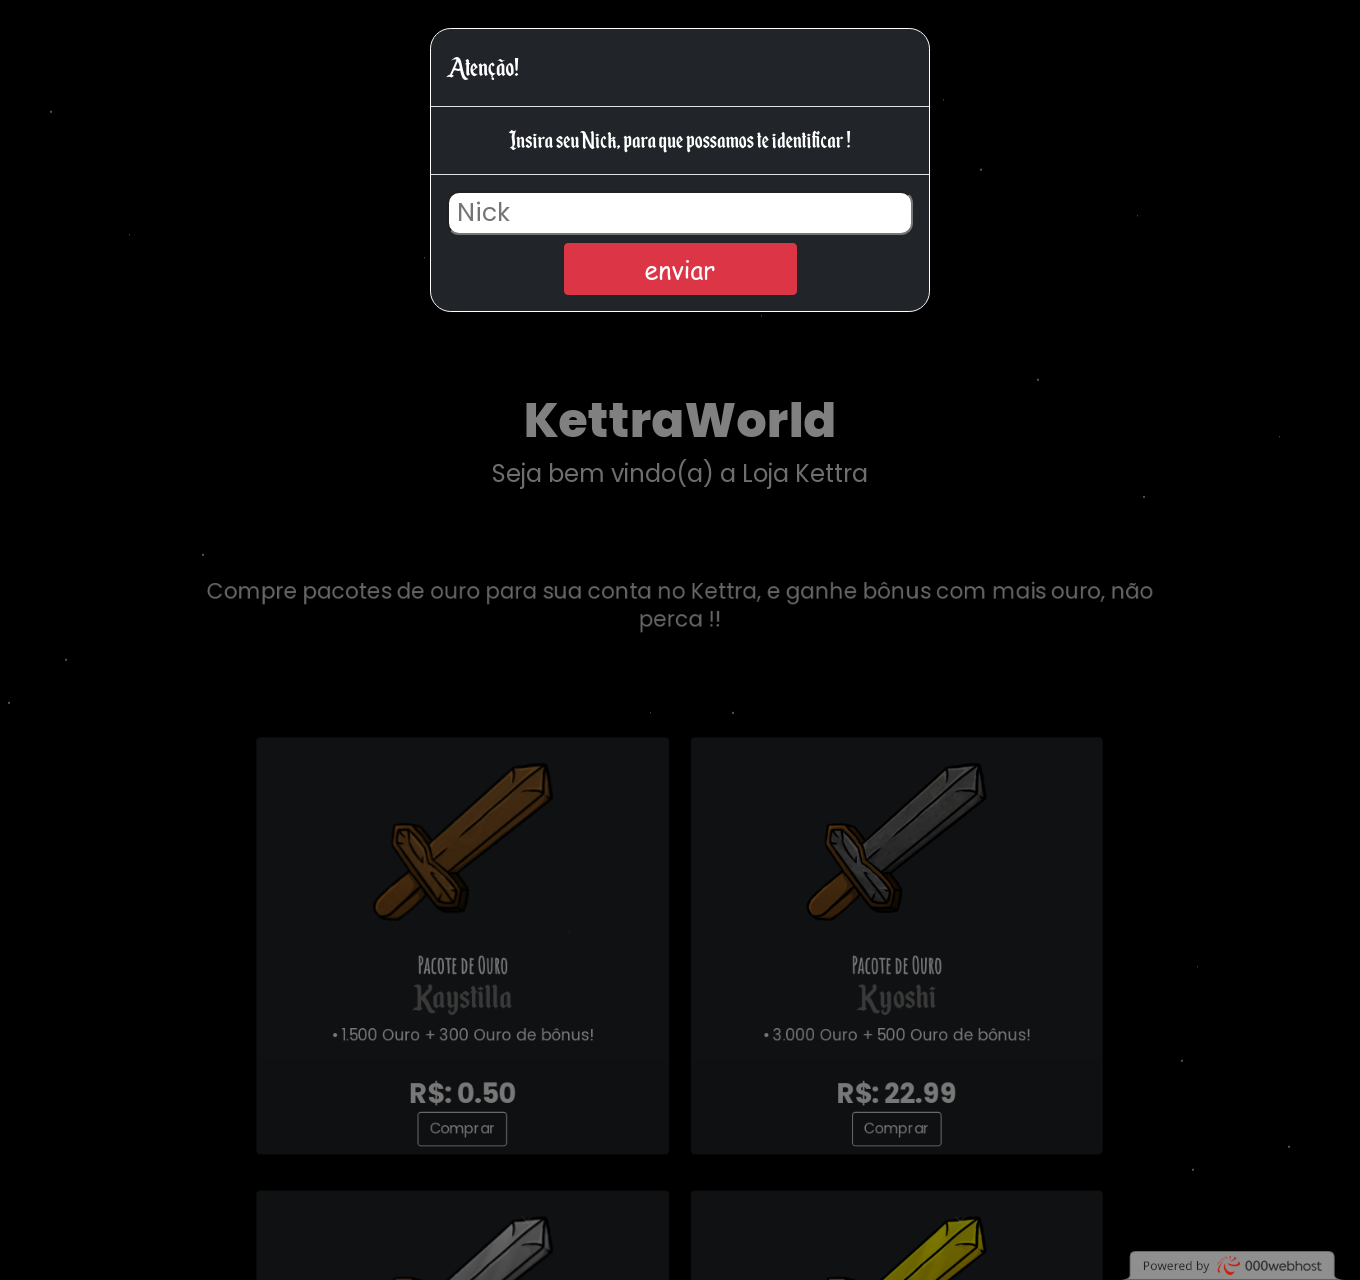 Atenção!
Insira seu Nick, para que possamos te identificar !
Nick
enviar
KettraWorld
Seja bem vindo(a) a Loja Kettra
Compre pacotes de ouro para sua conta no Kettra, e ganhe bônus com mais ouro, não
perca !!
Pacote de Ouro
Kaystilla
• 1.500 Ouro + 300 Ouro de bônus!
R$: 0.50
Comprar
Pacote de Ouro
Kyoshi
• 3.000 Ouro + 500 Ouro de bônus!
R$: 22.99
Comprar
Powered by 000webhost